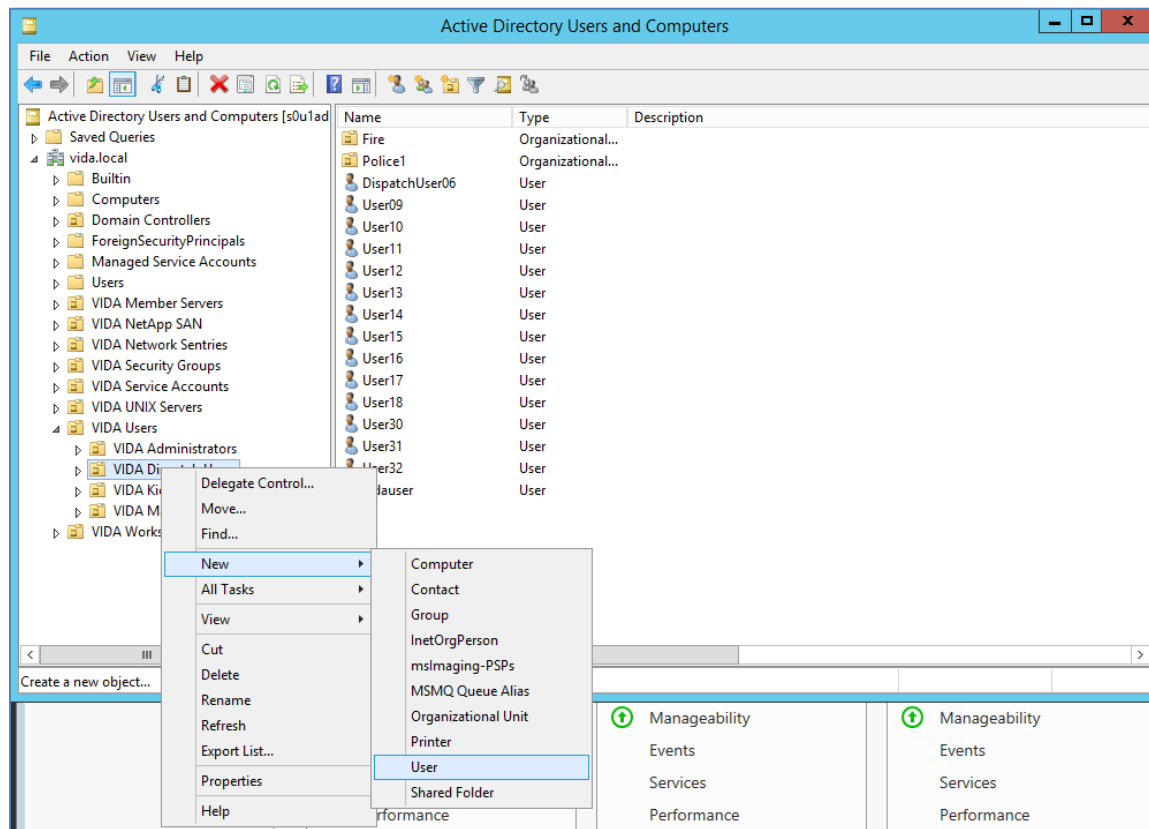 Active Directory Users and Computers
File Action View Help
Active Directory Users and Computers [s0u1ad
Saved Queries
vida.local
Builtin
Computers
Domain Controllers
ForeignSecurityPrincipals
Managed Service Accounts
Users
VIDA Member Servers
VIDA NetApp SAN
VIDA Network Sentries
VIDA Security Groups
VIDA Service Accounts
VIDA UNIX Servers
VIDA Users
VIDA Administrators
VIDA
VIDA
VIDA
VIDA
Name Type Description
Fire Organizational...
Police1 Organizational...
DispatchUser06 User
User09 User
User10 User
User11 User
User12 User
User13 User
User14 User
User15 User
User16 User
User17 User
User18 User
User30 User
User31 User
User32 User
User
Delegate Control...
Move...
Find...
New
All Tasks
View
Cut
Delete
Rename
Refresh
Export List...
Properties
Help
Computer
Contact
Group
InetOrgPerson
msImaging-PSPs
MSMQ Queue Alias
Organizational Unit
Printer
User
Shared Folder
Create a new object...
Manageability
Events
Services
Performance
Manageability
Events
Services
Performance